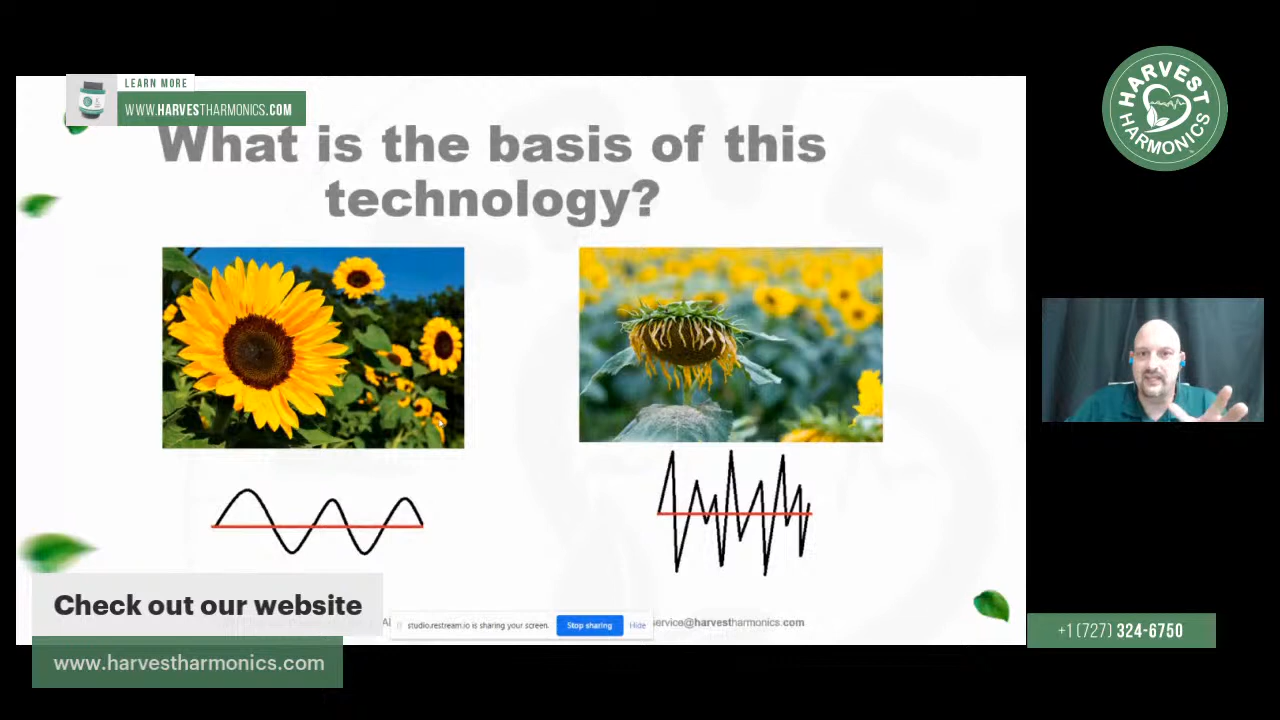 LEARN MORE
WWW.HARVESTHARMONICS.COM
HARVEST
HARMONICS
What is the basis of this
technology?
Check out our website
studio.restream.io is sharing your screen.
Stop sharing
Hide
service@harvestharmonics.com
www.harvestharmonics.com
+1 (727) 324-6750